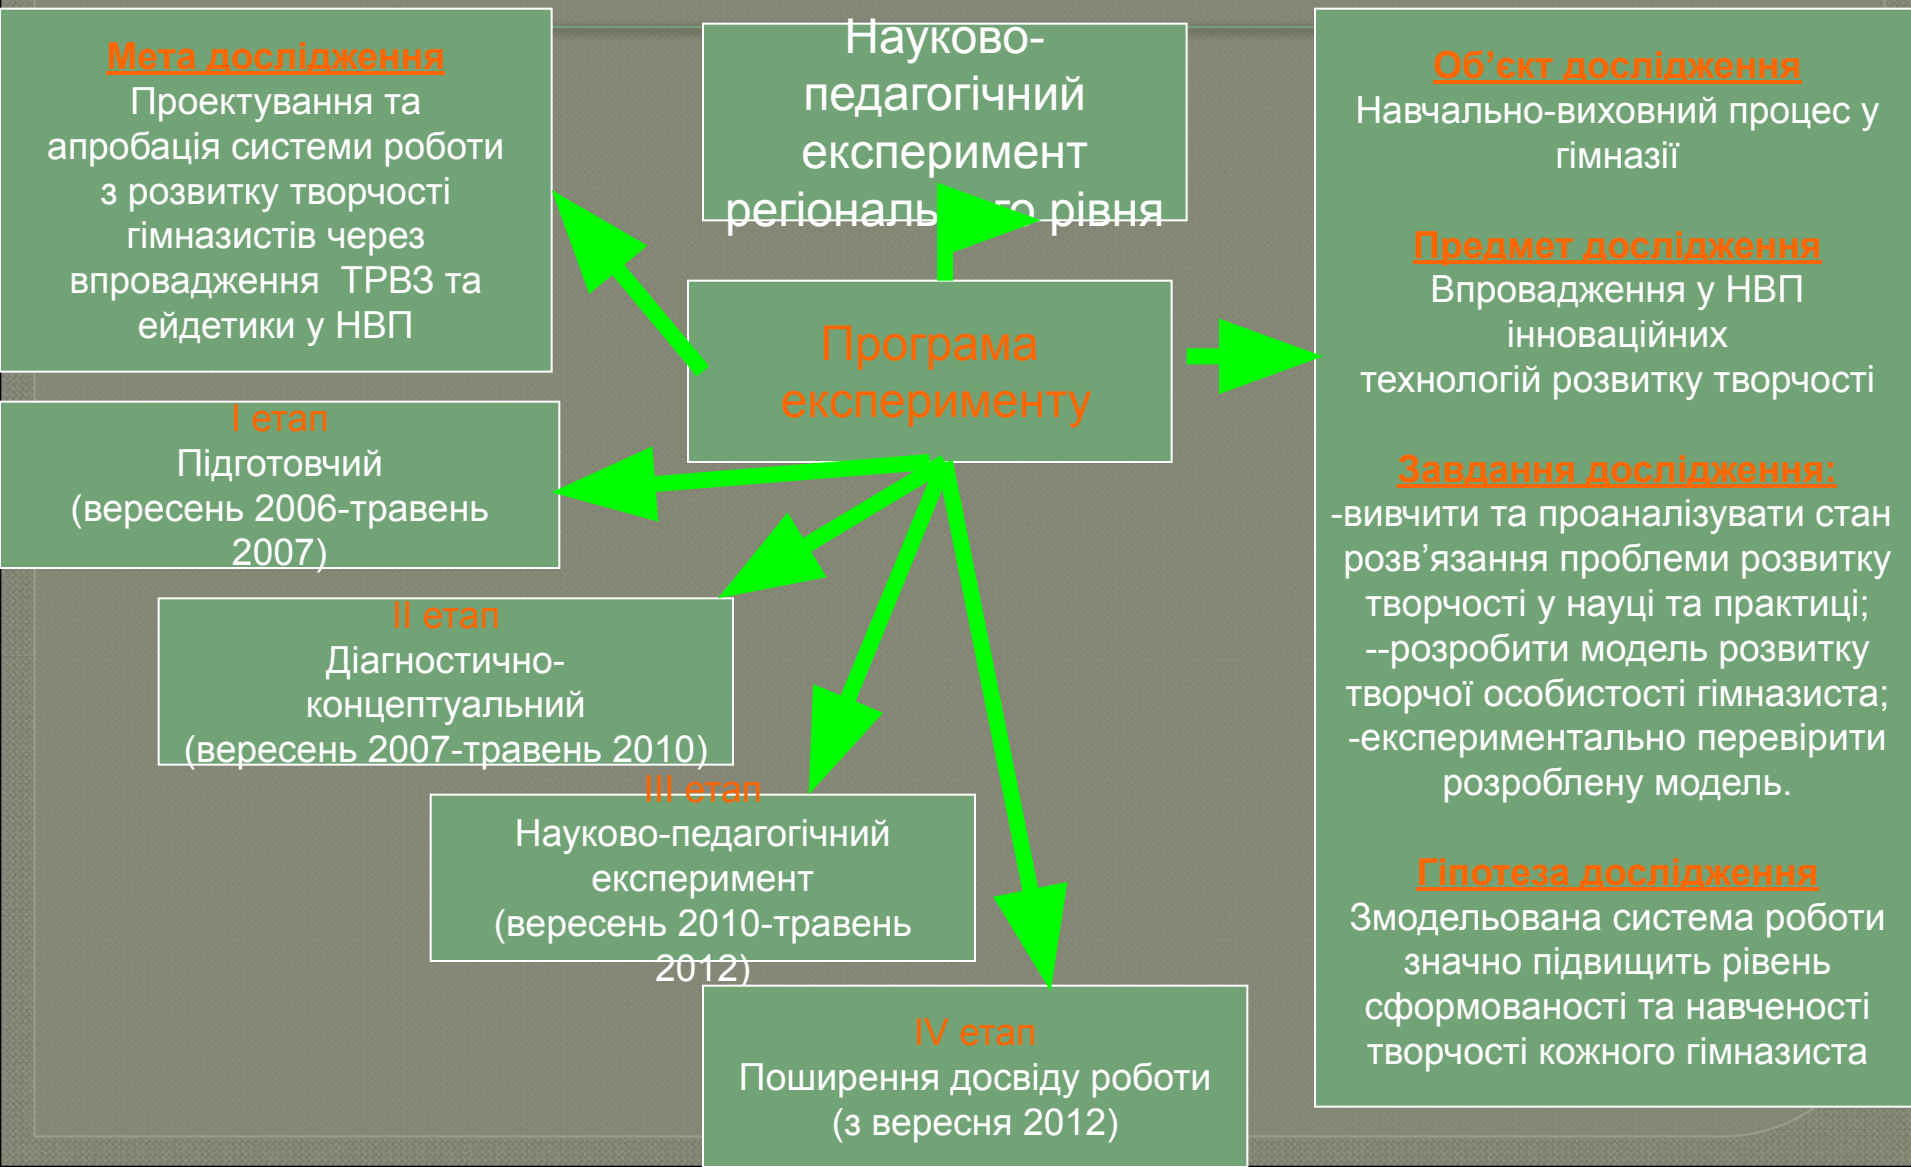 Мета дослідження
Проектування та
апробація системи роботи
з розвитку творчості
гімназистів через
впровадження  ТРВЗ та
ейдетики у НВП
Науково-
педагогічний
експеримент
рівня
Програма
експерименту
Об’єкт дослідження
Навчально-виховний процес у
гімназії
Предмет дослідження
Впровадження у НВП
інноваційних
технологій розвитку творчості
Завдання дослідження:
-вивчити та проаналізувати стан
розв’язання проблеми розвитку
творчості у науці та практиці;
--розробити модель розвитку
творчої особистості гімназиста;
-експериментально перевірити
розроблену модель.
Гіпотеза дослідження
Змодельована система роботи
значно підвищить рівень
сформованості та навченості
творчості кожного гімназиста
І етап
Підготовчий
(вересень 2006-травень
2007)
ІІ етап
Діагностично-
концептуальний
(вересень 2007-травень 2010)
ІІІ етап
Науково-педагогічний
експеримент
(вересень 2010-травень
2012)
IV етап
Поширення досвіду роботи
(з вересня 2012)